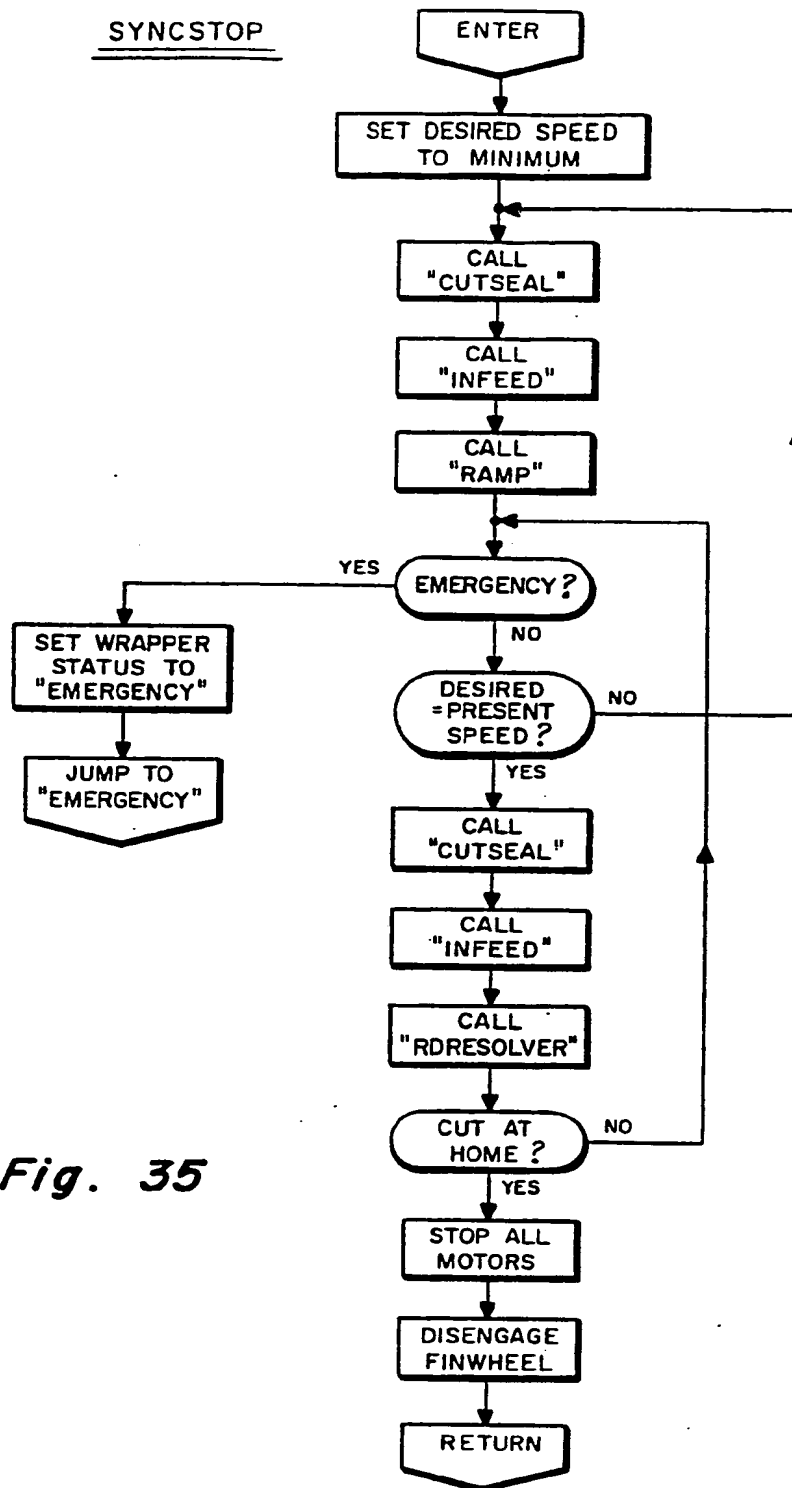 SYNCSTOP
ENTER
SET DESIRED SPEED
TO MINIMUM
CALL
"CUTSEAL"
CALL
"INFEED"
CALL
"RAMP"
EMERGENCY?
YES
NO
SET WRAPPER
STATUS TO
"EMERGENCY"
JUMP TO
"EMERGENCY"
DESIRED
=PRESENT
SPEED?
NO
YES
CALL
"CUTSEAL"
CALL
"INFEED"
CALL
"RDRESOLVER"
CUT AT
HOME?
NO
YES
STOP ALL
MOTORS
DISENGAGE
FINWHEEL
RETURN
Fig. 35